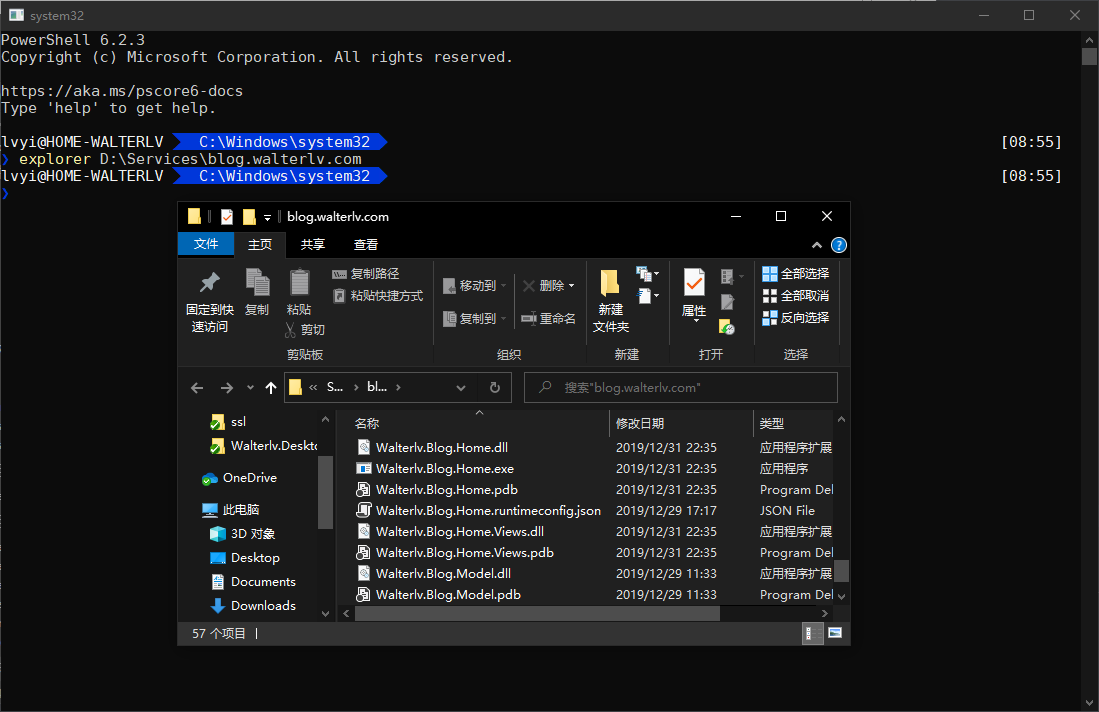 system32
PowerShell 6.2.3
Copyright (c) Microsoft Corporation. All rights reserved.
https://aka.ms/pscore6-docs
Type 'help' to get help.
lvyi@HOME-WALTERLV C:\Windows\system32 [08:55]
❯ explorer D:\Services\blog.walterlv.com
lvyi@HOME-WALTERLV C:\Windows\system32 [08:55]
❯
blog.walterlv.com
文件 主页 共享 查看
固定到快速访问
复制
粘贴
复制路径
粘贴快捷方式
剪切
剪贴板
移动到
复制到
删除
重命名
组织
新建
文件夹
新建
属性
打开
全部选择
全部取消
反向选择
选择
« S... › bl... ›
搜索"blog.walterlv.com"
ssl
Walterlv.Deskto
OneDrive
此电脑
3D 对象
Desktop
Documents
Downloads
名称 修改日期 类型
Walterlv.Blog.Home.dll 2019/12/31 22:35 应用程序扩展
Walterlv.Blog.Home.exe 2019/12/31 22:35 应用程序
Walterlv.Blog.Home.pdb 2019/12/31 22:35 Program Del
Walterlv.Blog.Home.runtimeconfig.json 2019/12/29 17:17 JSON File
Walterlv.Blog.Home.Views.dll 2019/12/31 22:35 应用程序扩展
Walterlv.Blog.Home.Views.pdb 2019/12/31 22:35 Program Del
Walterlv.Blog.Model.dll 2019/12/29 11:33 应用程序扩展
Walterlv.Blog.Model.pdb 2019/12/29 11:33 Program Del
57 个项目